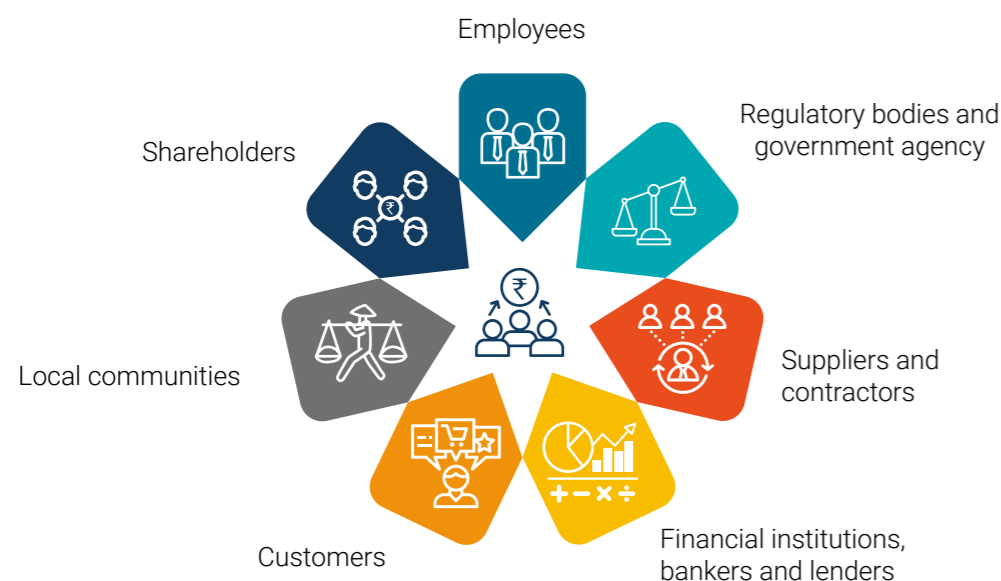 Employees
Regulatory bodies and
government agency
Shareholders
₹
₹
Suppliers and
contractors
Local communities
Financial institutions,
bankers and lenders
Customers